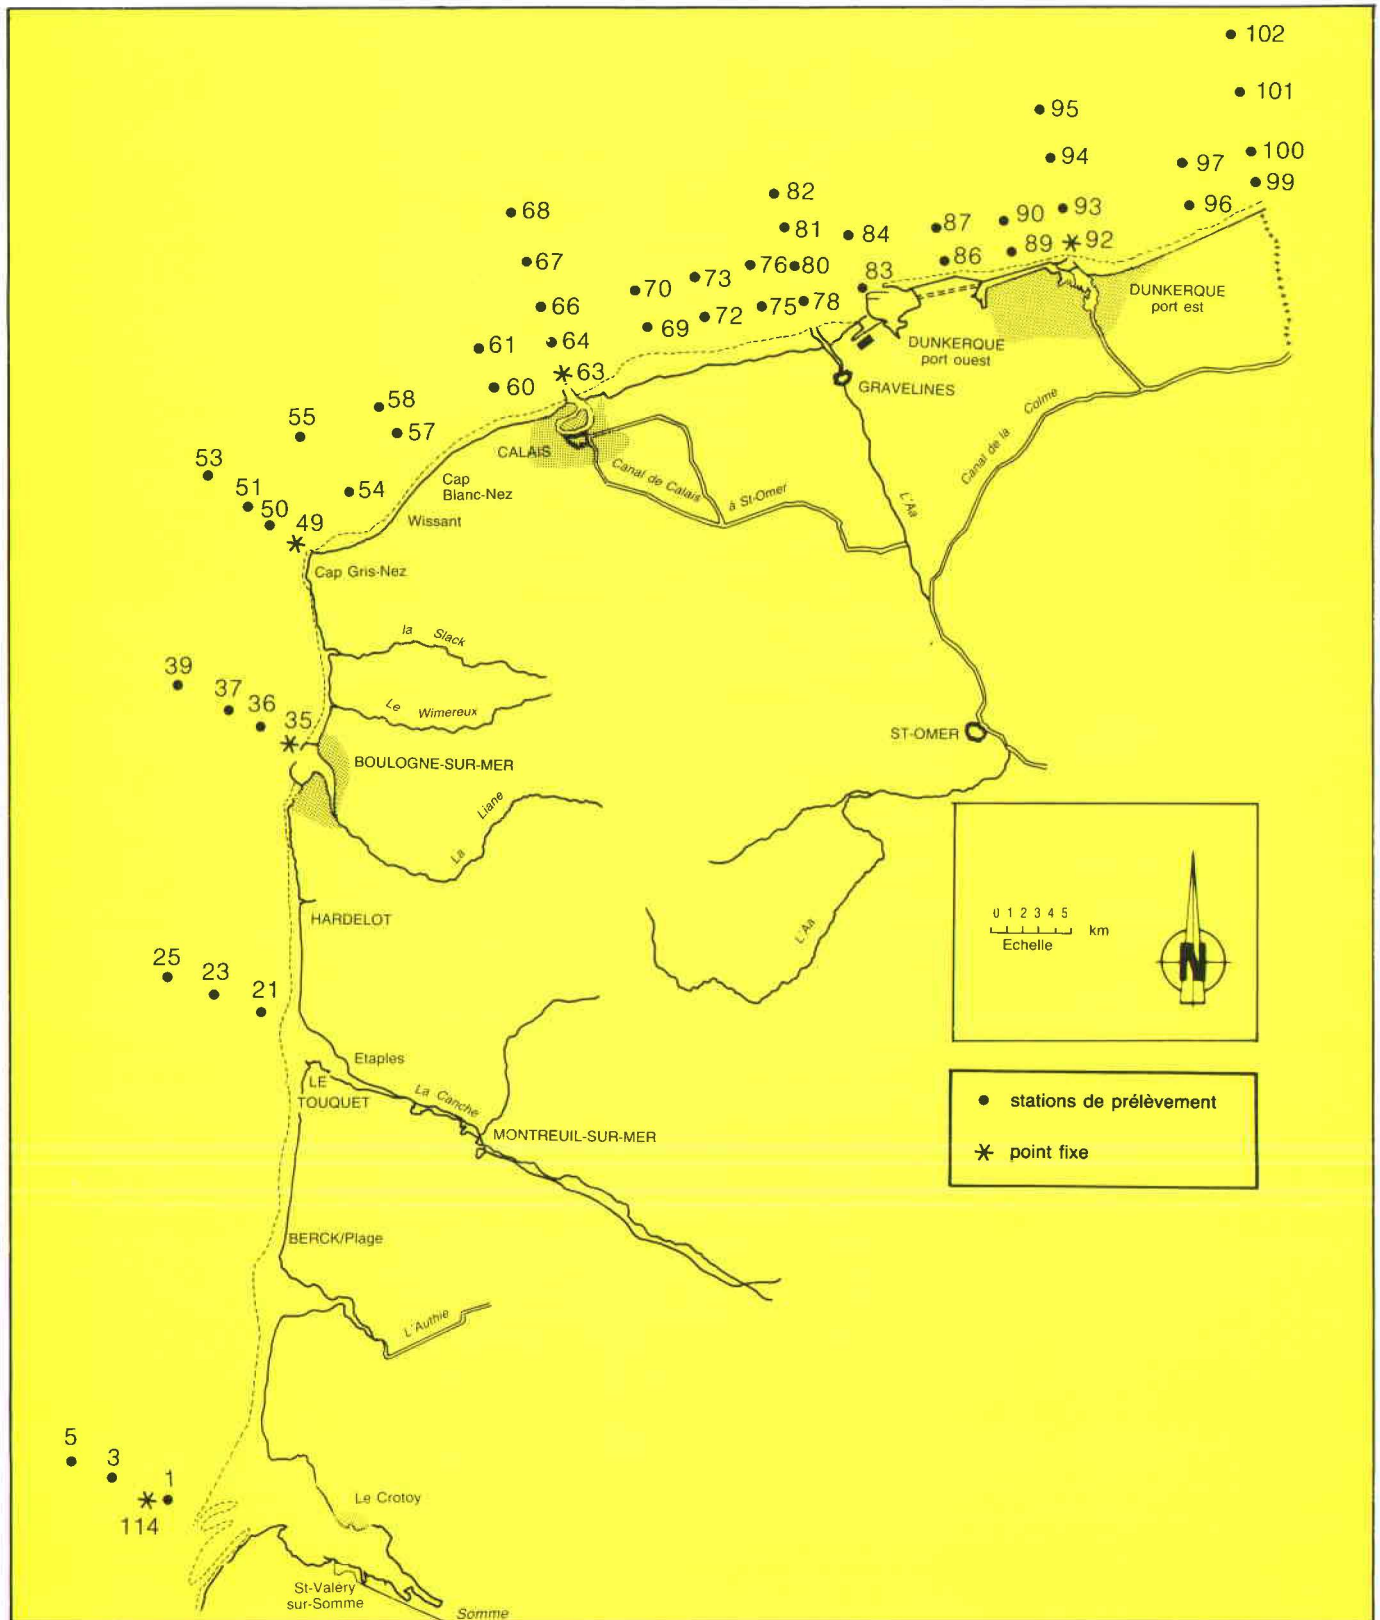 102
101
95
94
97
100
99
96
82
68
81
84
87
90
93
92
89
86
67
76
80
73
70
83
66
78
75
72
69
64
61
63
60
58
57
55
53
51
50
49
54
DUNKERQUE
port est
DUNKERQUE
port ouest
GRAVELINES
CALAIS
Cap
Blanc-Nez
Wissant
Cap Gris-Nez
Canal de Calais
à St-Omer
L'Aa
Canal de la Colme
la Slack
Le Wimereux
39
37
36
35
ST-OMER
BOULOGNE-SUR-MER
La Liane
L'Aa
HARDELOT
25
23
21
0 1 2 3 4 5
km
Echelle
N
Etaples
LE
TOUQUET
La Canche
MONTREUIL-SUR-MER
stations de prélèvement
point fixe
BERCK/Plage
L'Authie
5
3
1
114
Le Crotoy
St-Valéry
sur-Somme
Somme